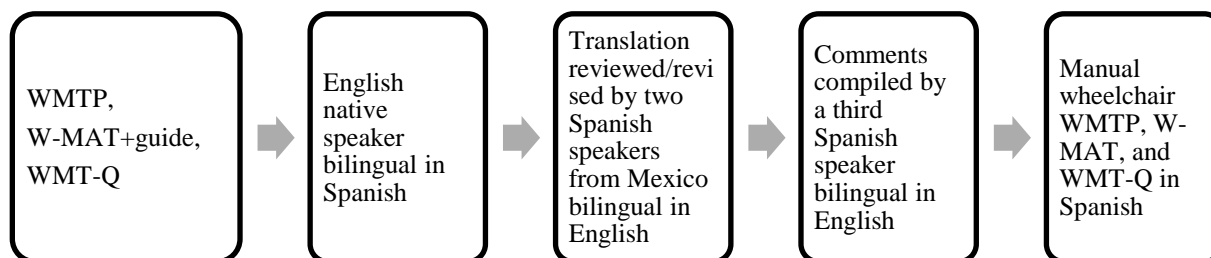 WMTP,
W-MAT+guide,
WMT-Q
English
native
speaker
bilingual in
Spanish
Translation
reviewed/revi
sed by two
Spanish
speakers
from Mexico
bilingual in
English
Comments
compiled by
a third
Spanish
speaker
bilingual in
English
Manual
wheelchair
WMTP, W-
MAT, and
WMT-Q in
Spanish